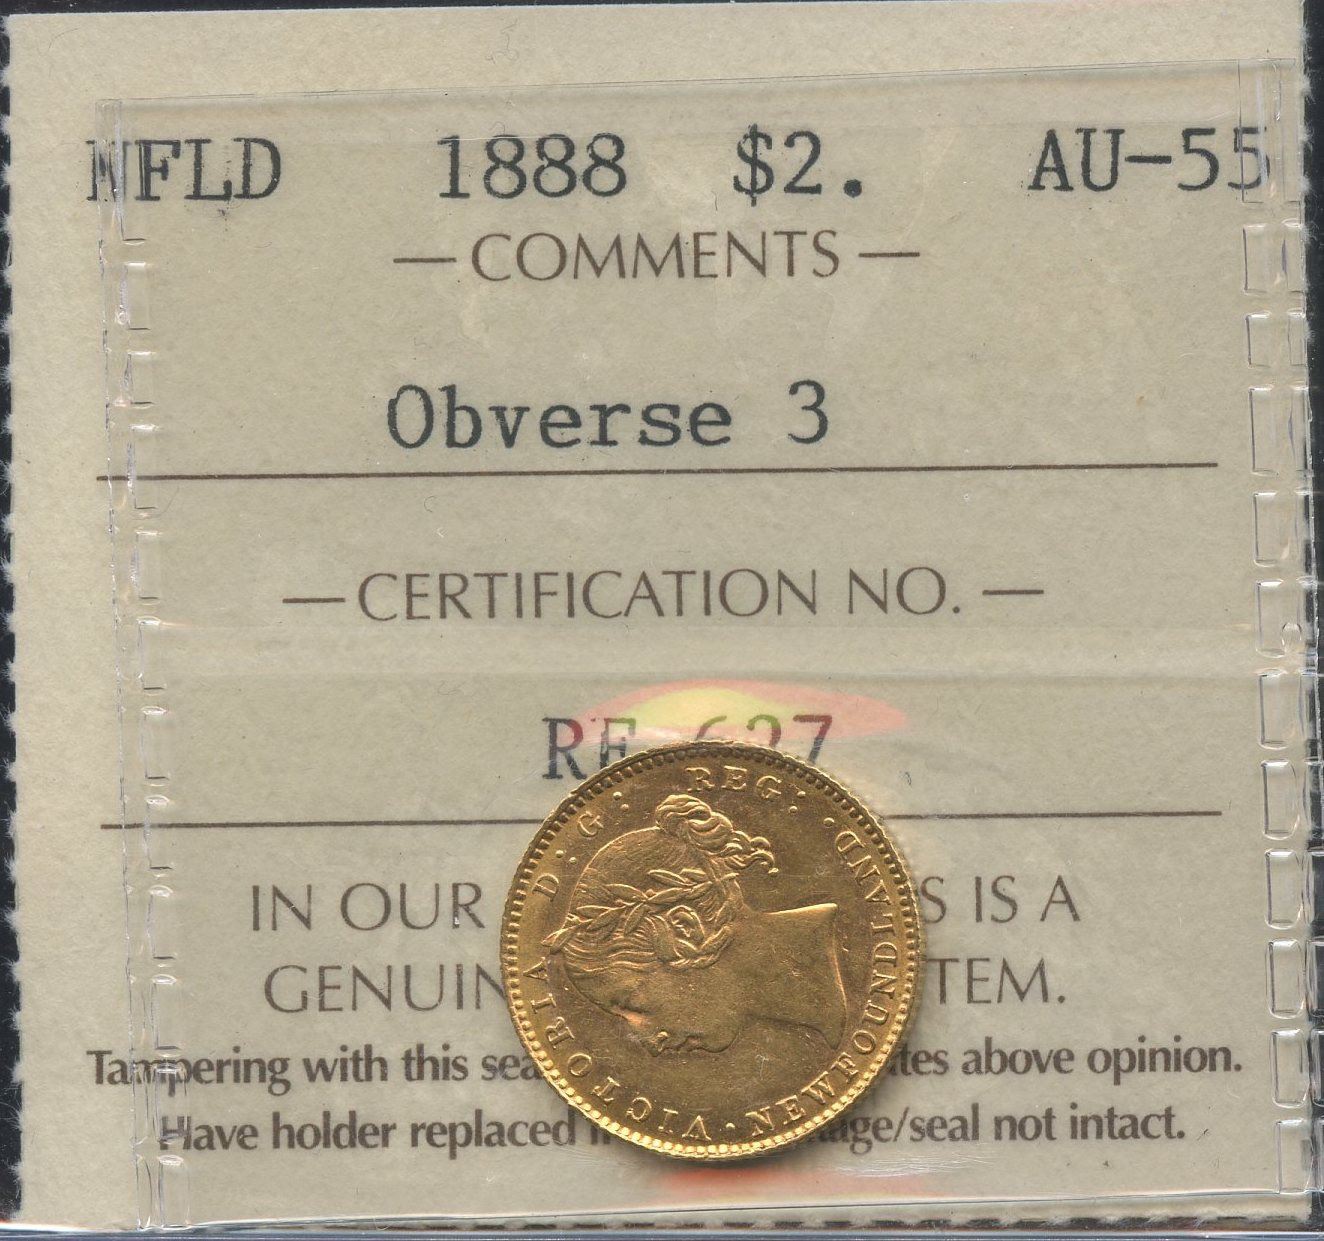 NFLD 1888 $2. AU-55
— COMMENTS —
Obverse 3
— CERTIFICATION NO. —
627
IN OUR S IS A
GENUIN TEM.
Tampering with this sea tes above opinion.
Have holder replaced age/seal not intact.
VICTORIA D: G: REG: · NEWFOUNDLAND ·